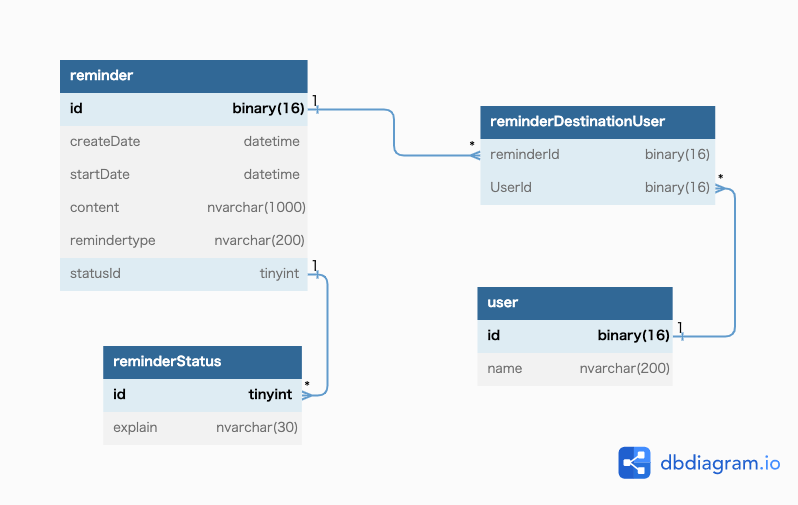 reminder
id binary(16)
createDate datetime
startDate datetime
content nvarchar(1000)
remindertype nvarchar(200)
statusId tinyint
1
1
reminderDestinationUser
reminderId binary(16)
UserId binary(16)
*
*
reminderStatus
id tinyint
explain nvarchar(30)
*
user
id binary(16)
name nvarchar(200)
1
dbdiagram.io